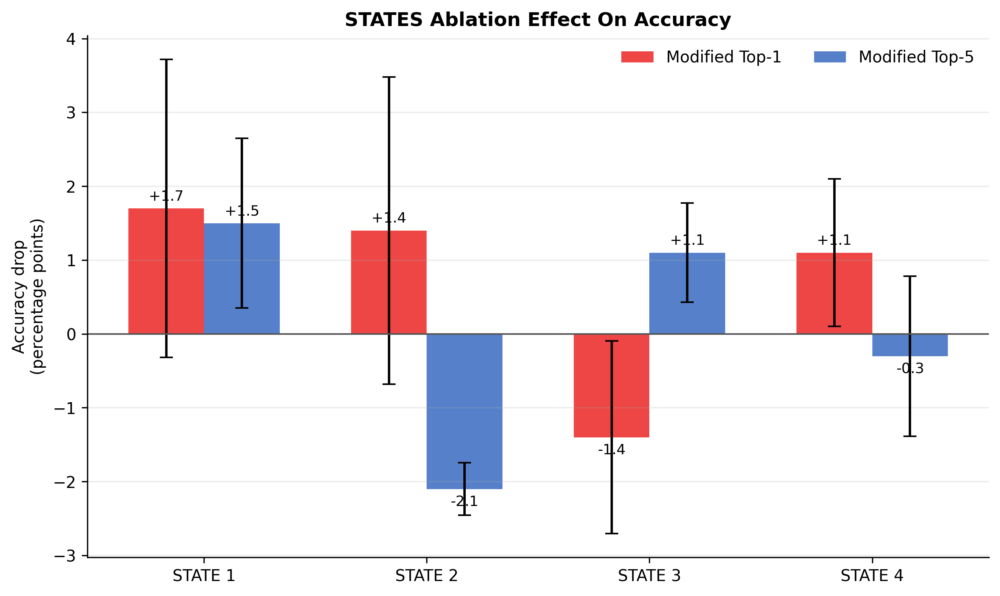 STATES Ablation Effect On Accuracy
Modified Top-1
Modified Top-5
Accuracy drop
(percentage points)
4
3
2
1
0
−1
−2
−3
+1.7
+1.5
+1.4
-2.1
-1.4
+1.1
+1.1
-0.3
STATE 1
STATE 2
STATE 3
STATE 4